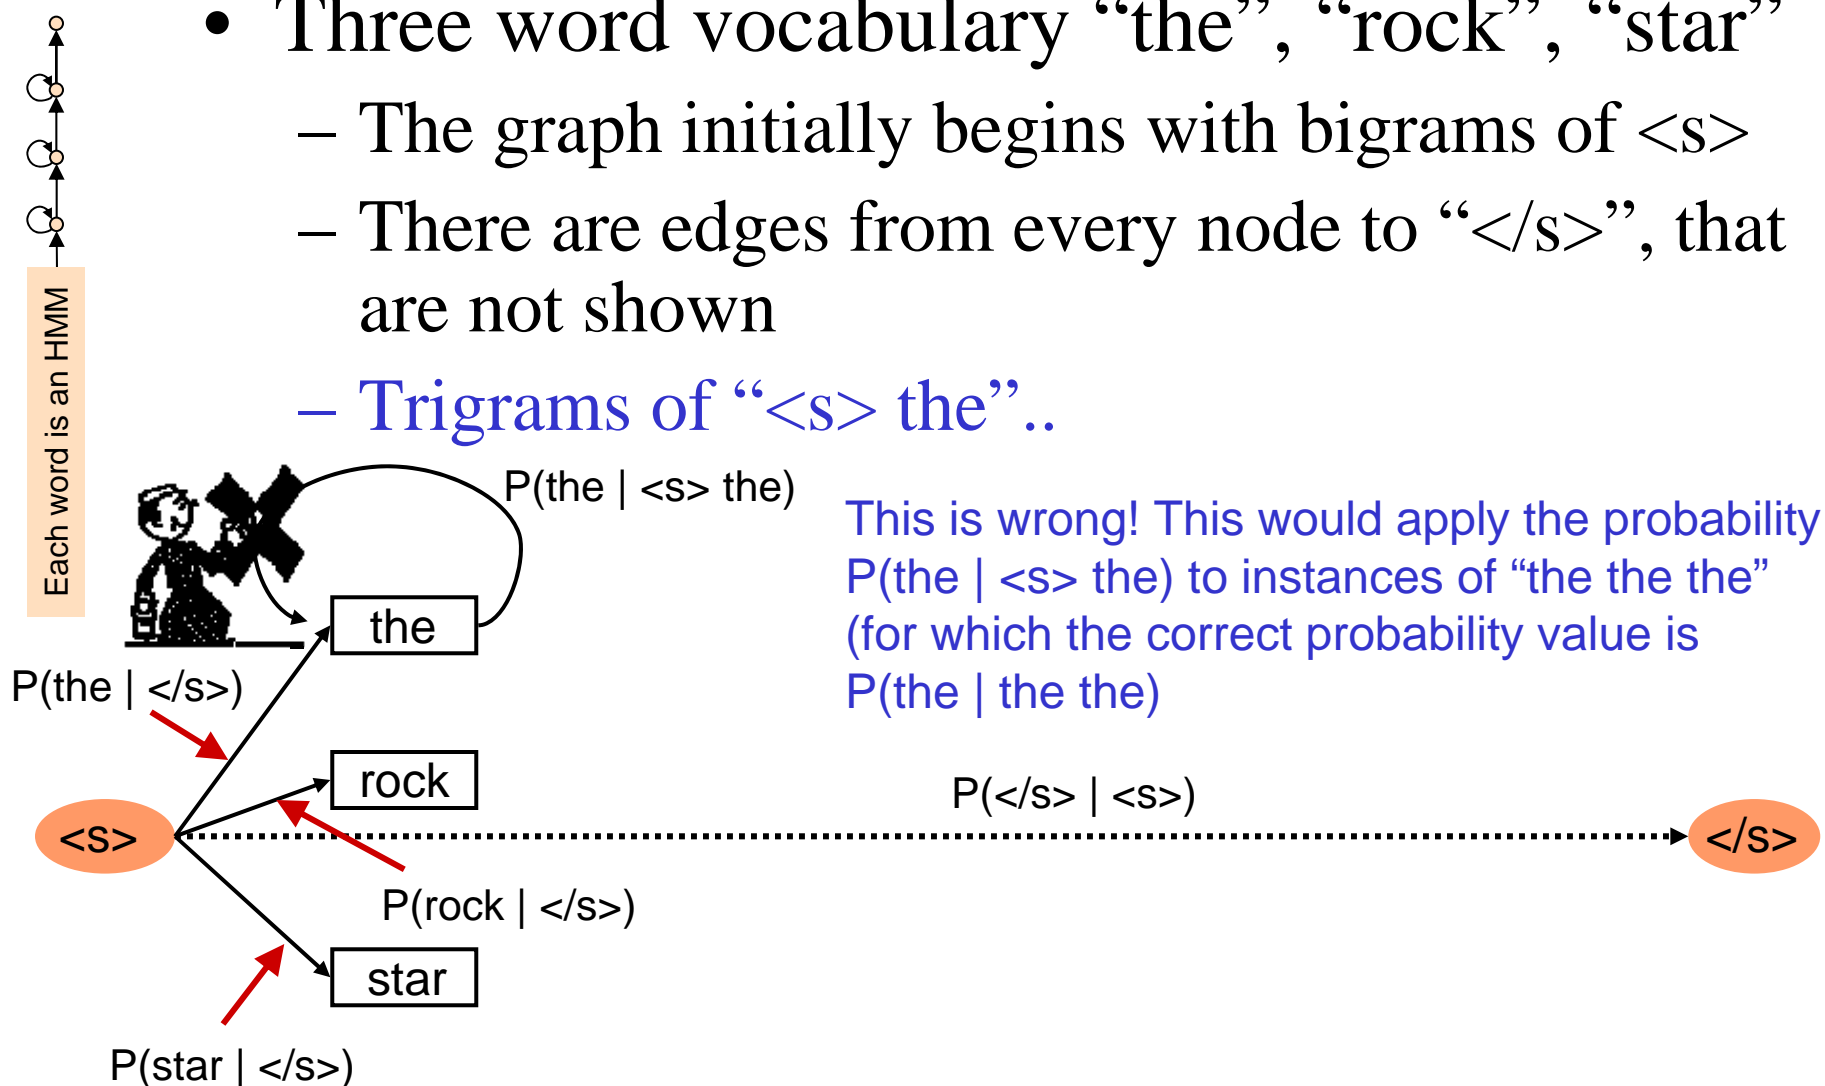 • Three word vocabulary “the”, “rock”, “star”
– The graph initially begins with bigrams of <s>
– There are edges from every node to “</s>”, that
are not shown
– Trigrams of “<s> the”..
Each word is an HMM
P(the | <s> the)
This is wrong! This would apply the probability
P(the | <s> the) to instances of “the the the”
(for which the correct probability value is
P(the | the the)
the
P(the | </s>)
rock
P(</s> | <s>)
<s>
</s>
P(rock | </s>)
star
P(star | </s>)